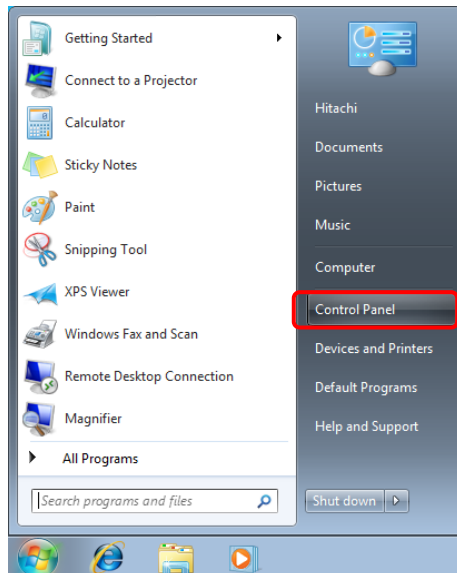 Getting Started
Connect to a Projector
Calculator
Sticky Notes
Paint
Snipping Tool
XPS Viewer
Windows Fax and Scan
Remote Desktop Connection
Magnifier
All Programs
Search programs and files
Hitachi
Documents
Pictures
Music
Computer
Control Panel
Devices and Printers
Default Programs
Help and Support
Shut down